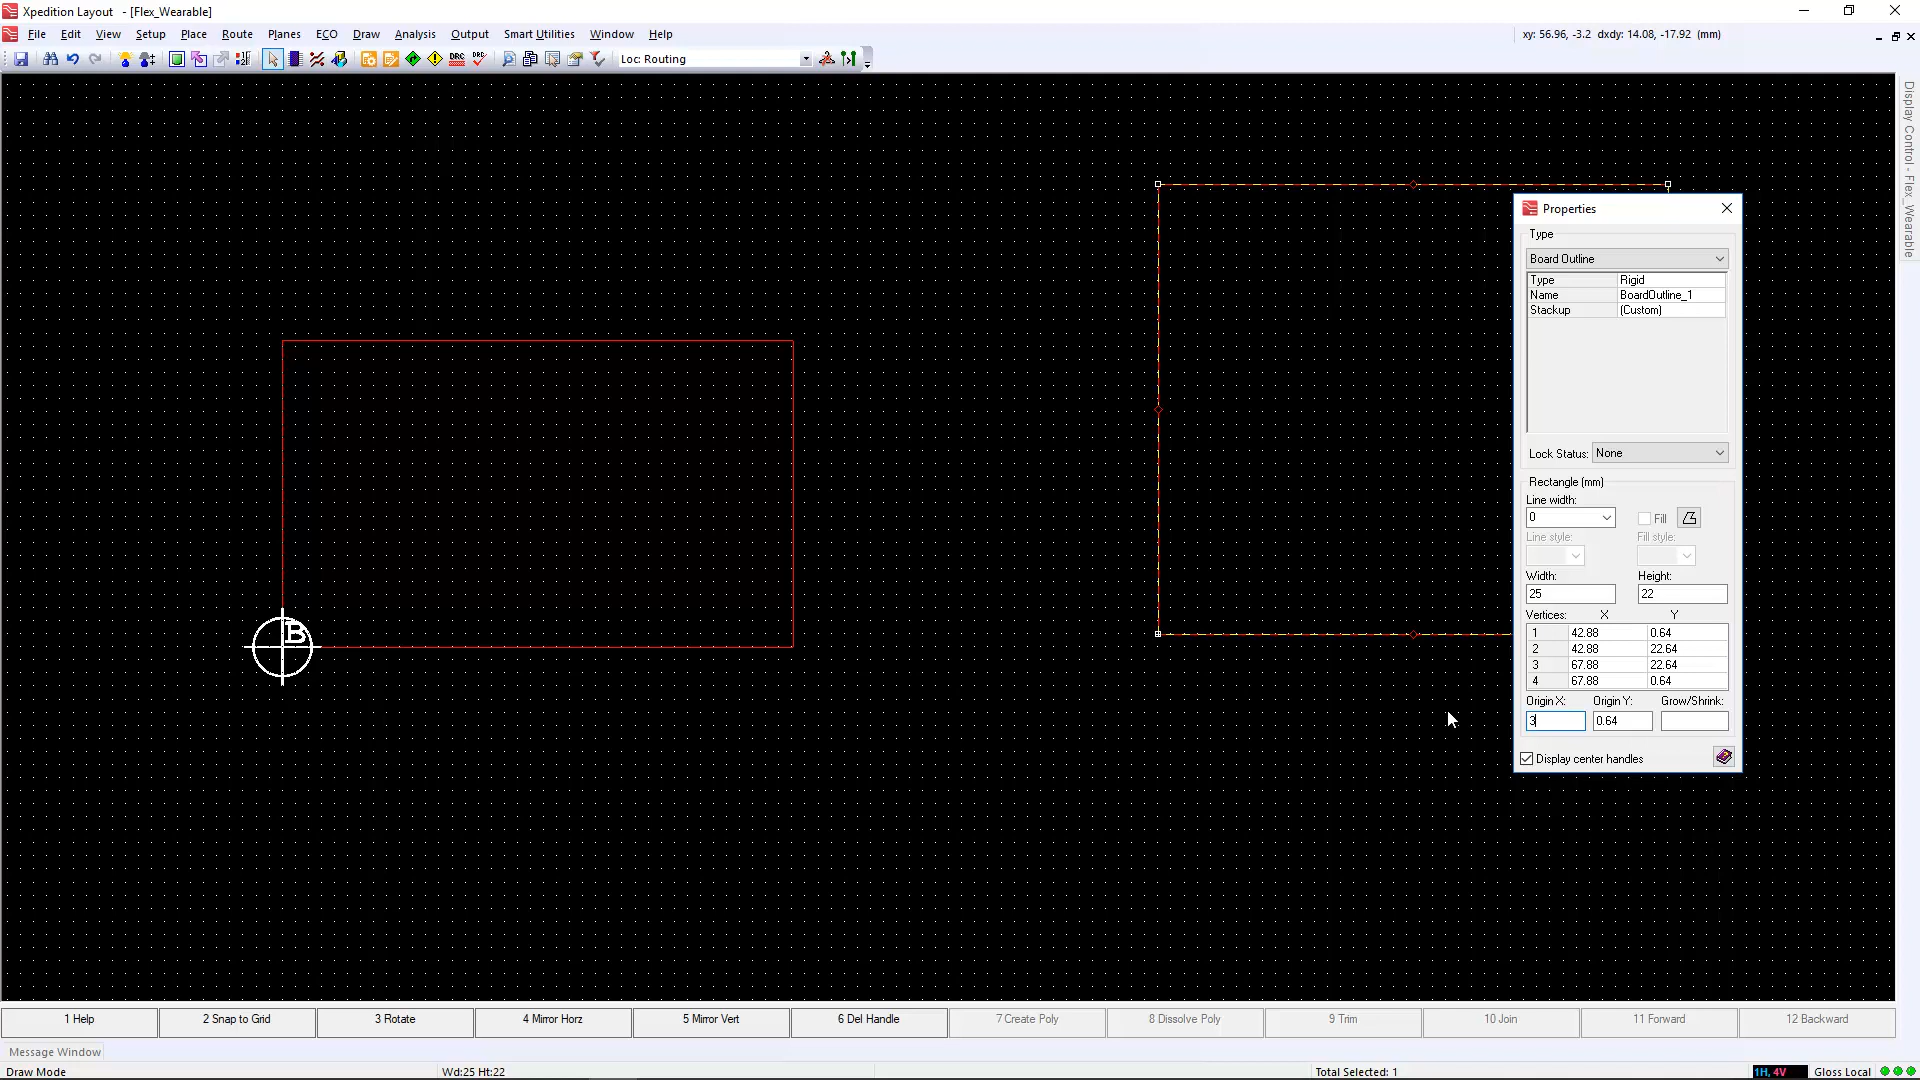 Xpedition Layout - [Flex_Wearable]
File Edit View Setup Place Route Planes ECO Draw Analysis Output Smart Utilities Window Help
xy: 56.96, -3.2 dxdy: 14.08, -17.92 (mm)
Loc: Routing
Display Control - Flex_Wearable
B
Properties
Type
Board Outline
Type Rigid
Name BoardOutline_1
Stackup (Custom)
Lock Status: None
Rectangle (mm)
Line width:
0 Fill
Line style: Fill style:
Width: Height:
25 22
Vertices: X Y
1 42.88 0.64
2 42.88 22.64
3 67.88 22.64
4 67.88 0.64
Origin X: Origin Y: Grow/Shrink:
3 0.64
Display center handles
1 Help 2 Snap to Grid 3 Rotate 4 Mirror Horz 5 Mirror Vert 6 Del Handle 7 Create Poly 8 Dissolve Poly 9 Trim 10 Join 11 Forward 12 Backward
Message Window
Draw Mode Wd:25 Ht:22 Total Selected: 1 1H, 4V Gloss Local